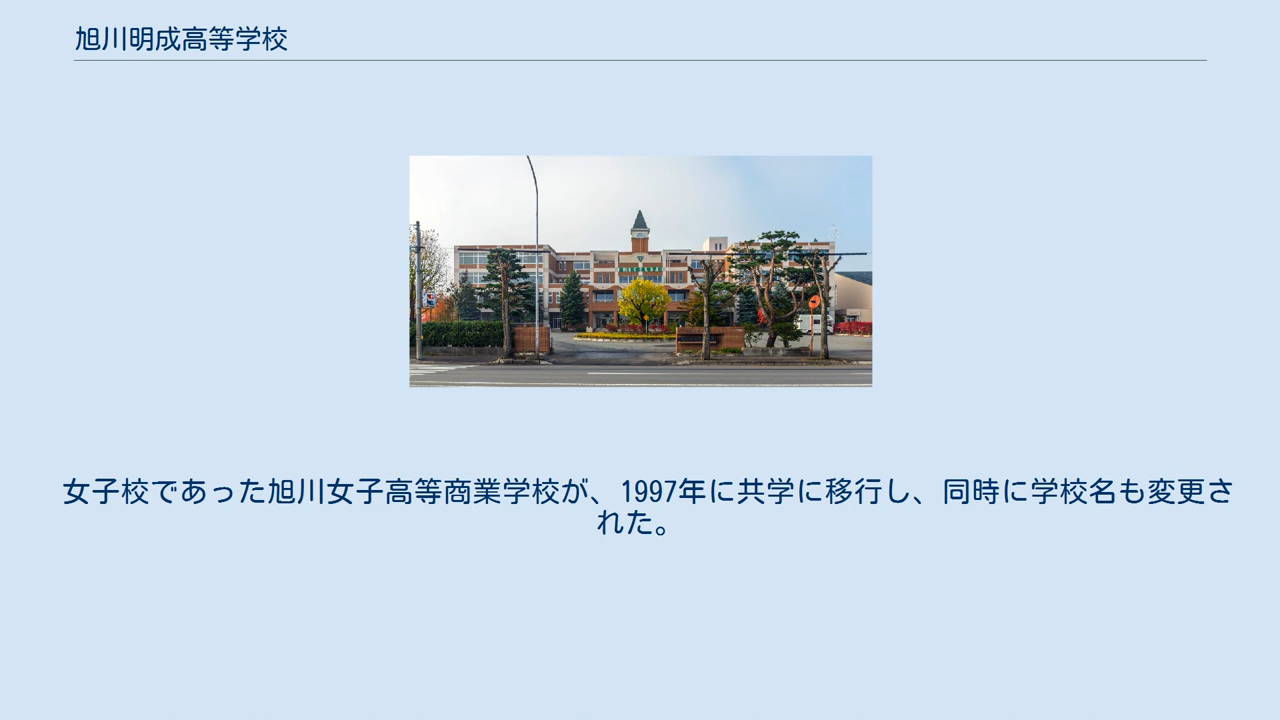 旭川明成高等学校
女子校であった旭川女子高等商業学校が、1997年に共学に移行し、同時に学校名も変更さ
れた。